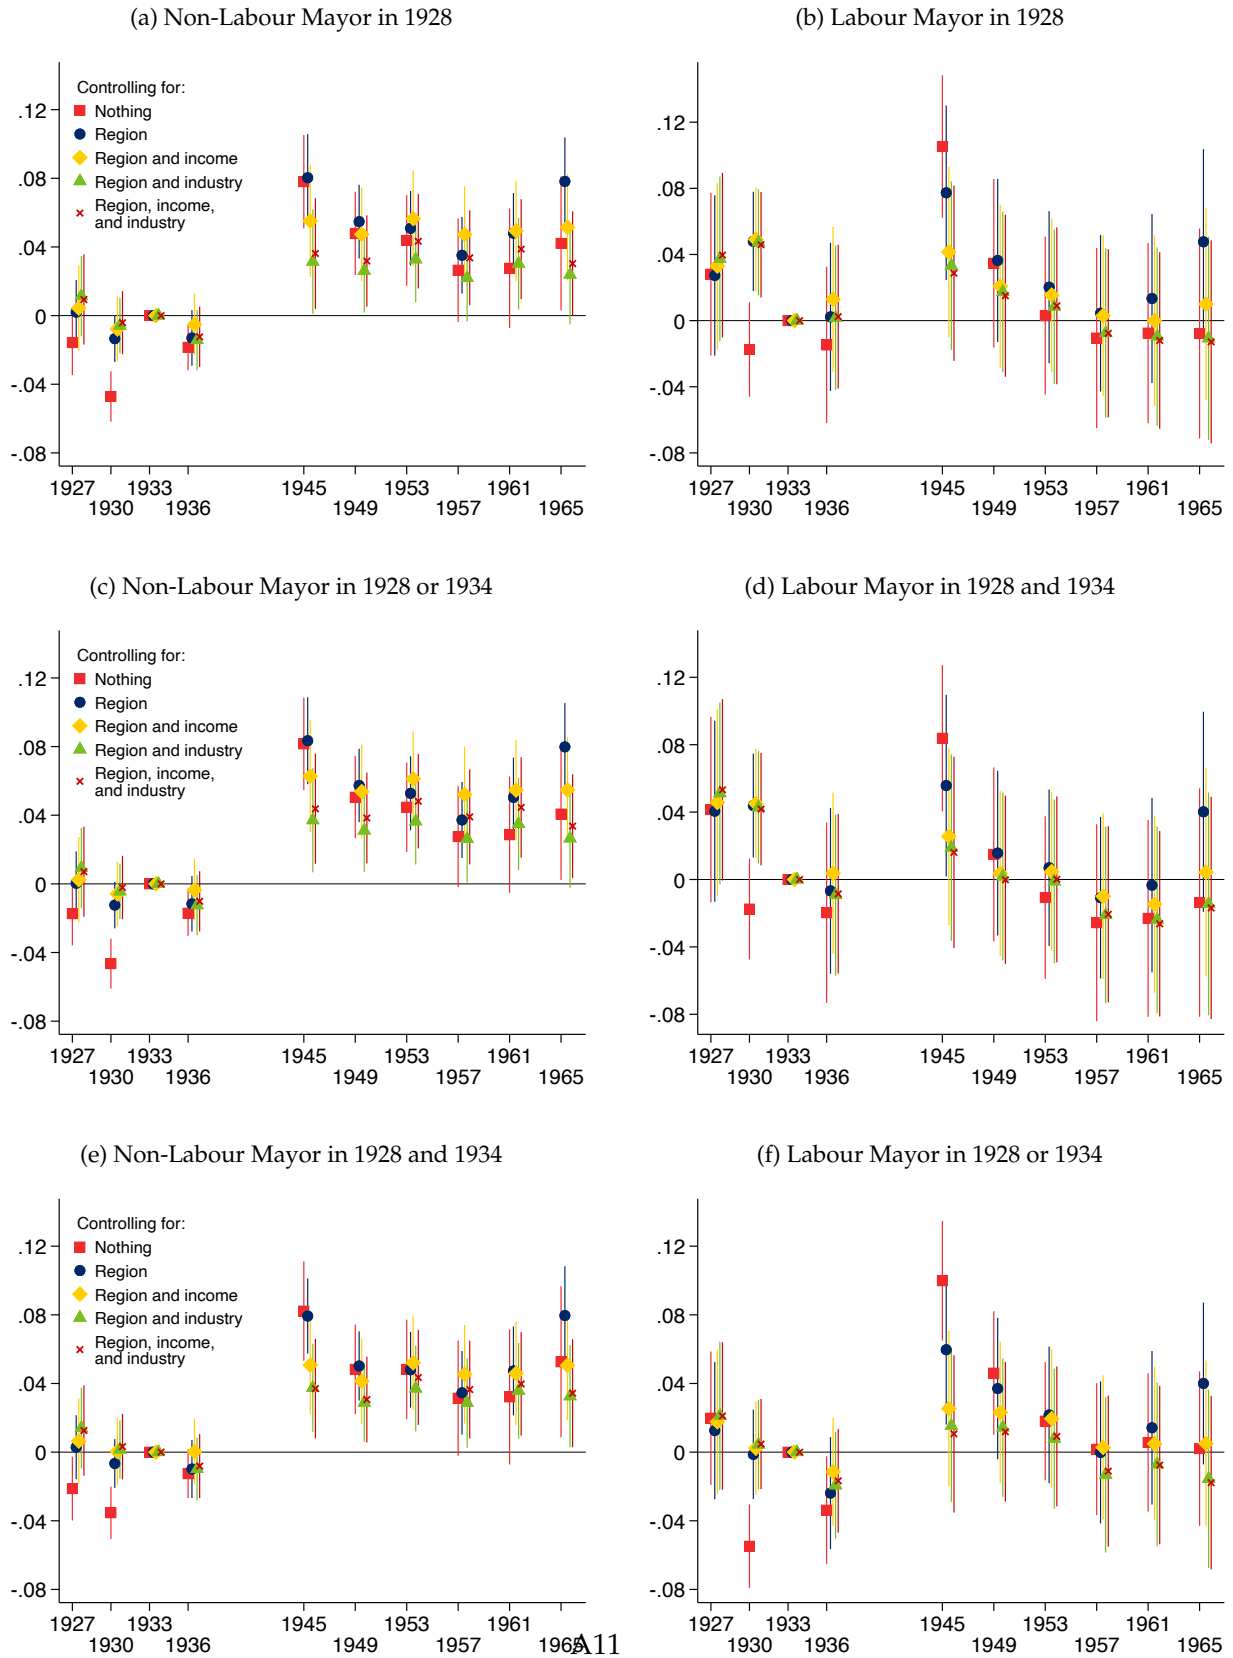 (a) Non-Labour Mayor in 1928
Controlling for:
Nothing
Region
Region and income
Region and industry
Region, income,
and industry
.12
.08
.04
0
-.04
-.08
1927 1933 1945 1953 1961
1930 1936 1949 1957 1965
(b) Labour Mayor in 1928
.12
.08
.04
0
-.04
-.08
1927 1933 1945 1953 1961
1930 1936 1949 1957 1965
(c) Non-Labour Mayor in 1928 or 1934
Controlling for:
Nothing
Region
Region and income
Region and industry
Region, income,
and industry
.12
.08
.04
0
-.04
-.08
1927 1933 1945 1953 1961
1930 1936 1949 1957 1965
(d) Labour Mayor in 1928 and 1934
.12
.08
.04
0
-.04
-.08
1927 1933 1945 1953 1961
1930 1936 1949 1957 1965
(e) Non-Labour Mayor in 1928 and 1934
Controlling for:
Nothing
Region
Region and income
Region and industry
Region, income,
and industry
.12
.08
.04
0
-.04
-.08
1927 1933 1945 1953 1961
1930 1936 1949 1957 1965
(f) Labour Mayor in 1928 or 1934
.12
.08
.04
0
-.04
-.08
1927 1933 1945 1953 1961
1930 1936 1949 1957 1965
A11